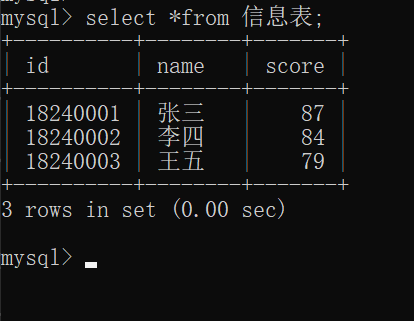 mysql> select *from 信息表;
+----------+--------+-------+
| id       | name   | score |
+----------+--------+-------+
| 18240001 | 张三   |    87 |
| 18240002 | 李四   |    84 |
| 18240003 | 王五   |    79 |
+----------+--------+-------+
3 rows in set (0.00 sec)
mysql>